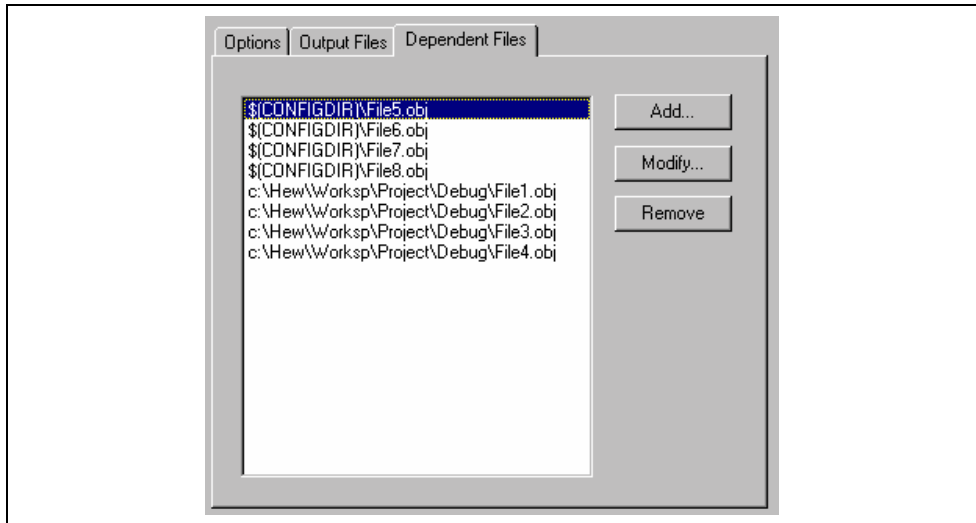 Options Output Files Dependent Files
$(CONFIGDIR)\File5.obj
$(CONFIGDIR)\File6.obj
$(CONFIGDIR)\File7.obj
$(CONFIGDIR)\File8.obj
c:\Hew\Worksp\Project\Debug\File1.obj
c:\Hew\Worksp\Project\Debug\File2.obj
c:\Hew\Worksp\Project\Debug\File3.obj
c:\Hew\Worksp\Project\Debug\File4.obj
Add...
Modify...
Remove